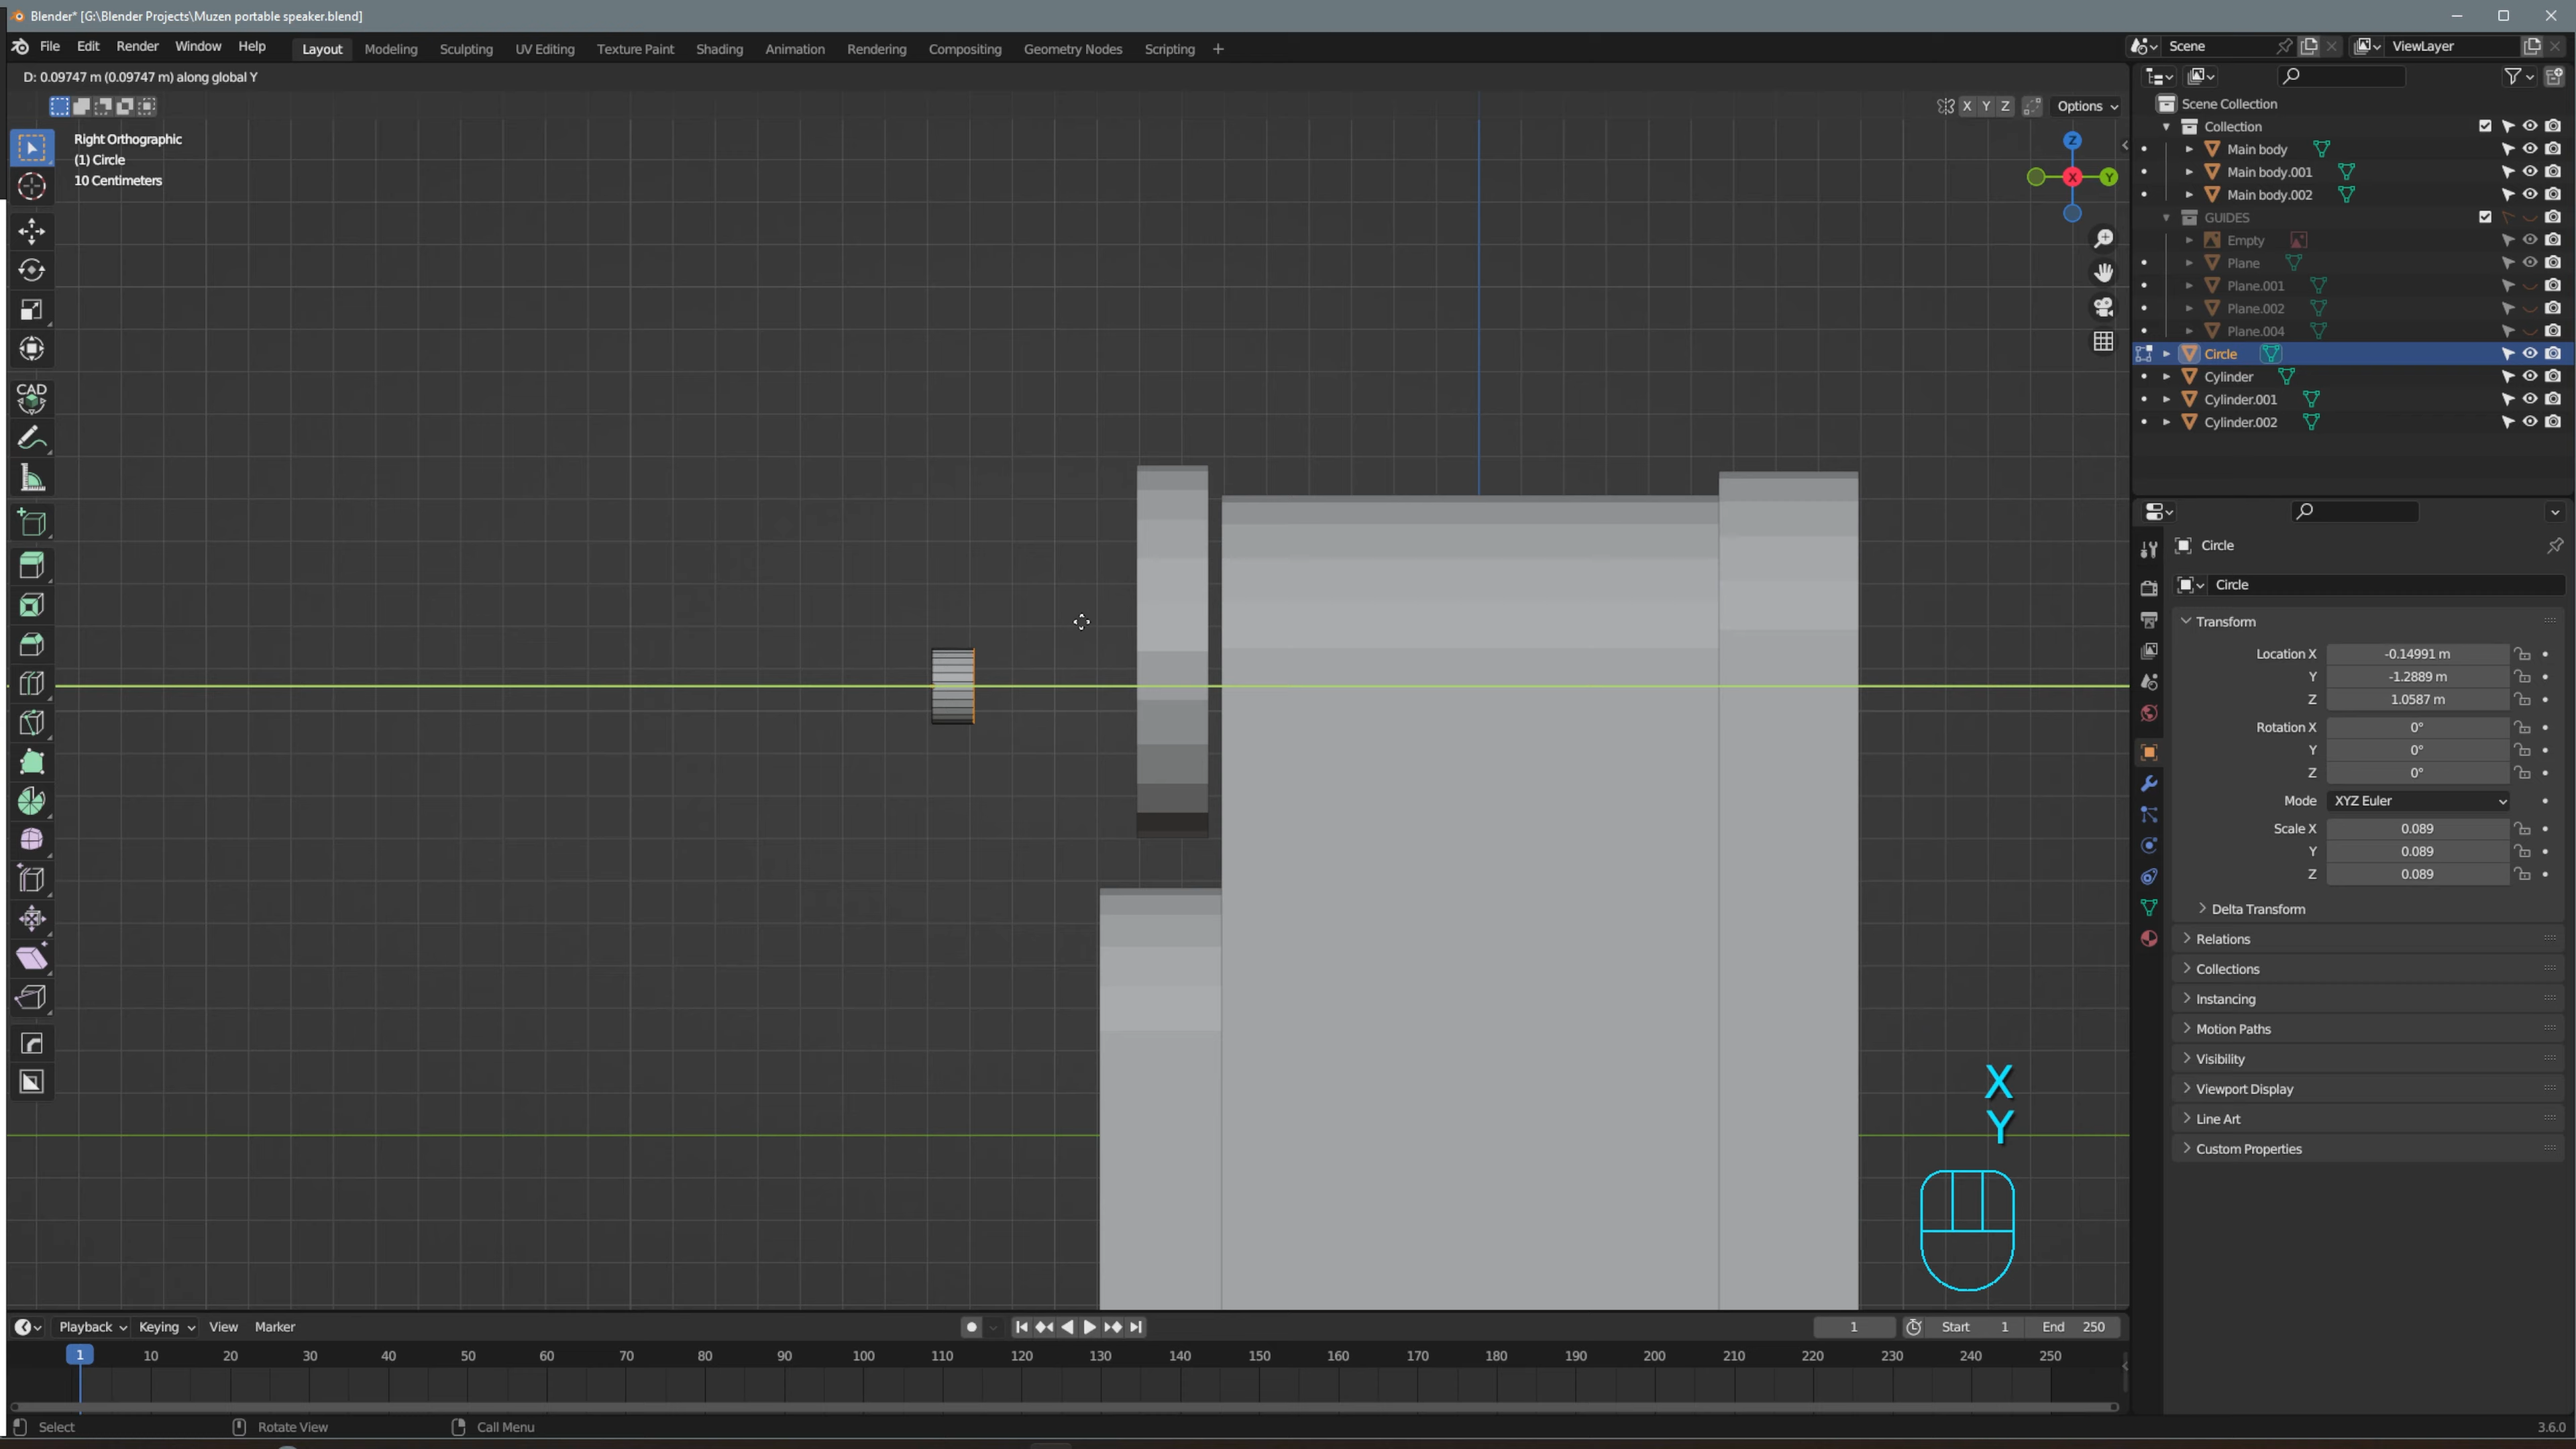 Blender* [G:\Blender Projects\Muzen portable speaker.blend]
File Edit Render Window Help Layout Modeling Sculpting UV Editing Texture Paint Shading Animation Rendering Compositing Geometry Nodes Scripting + Scene ViewLayer
D: 0.09747 m (0.09747 m) along global Y
X Y Z Options
Right Orthographic
(1) Circle
10 Centimeters
Z
X Y
CAD
Scene Collection
Collection
Main body
Main body.001
Main body.002
GUIDES
Empty
Plane
Plane.001
Plane.002
Plane.004
Circle
Cylinder
Cylinder.001
Cylinder.002
Circle
Circle
Transform
Location X -0.14991 m
Y -1.2889 m
Z 1.0587 m
Rotation X 0°
Y 0°
Z 0°
Mode XYZ Euler
Scale X 0.089
Y 0.089
Z 0.089
Delta Transform
Relations
Collections
Instancing
Motion Paths
Visibility
Viewport Display
Line Art
Custom Properties
X
Y
Playback Keying View Marker 1 Start 1 End 250
1 10 20 30 40 50 60 70 80 90 100 110 120 130 140 150 160 170 180 190 200 210 220 230 240 250
Select Rotate View Call Menu 3.6.0